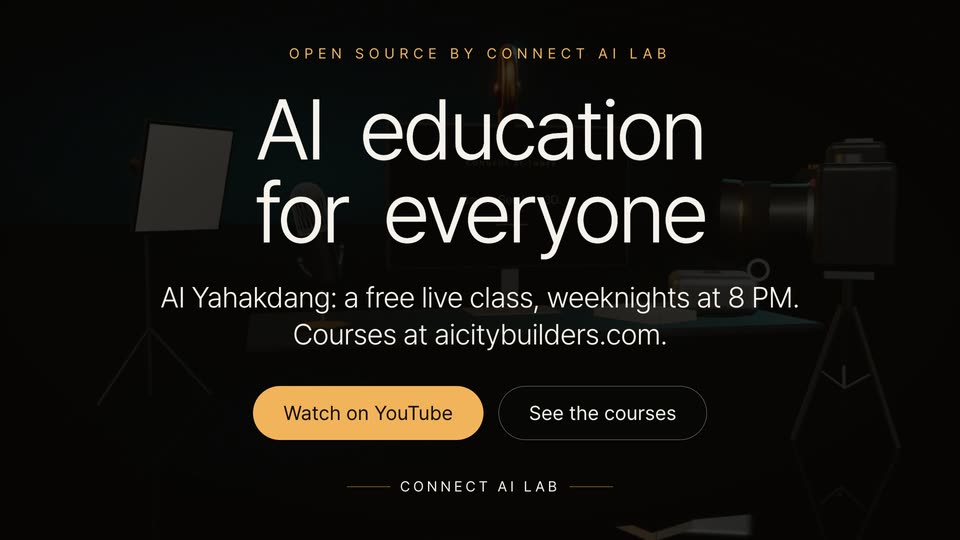 OPEN SOURCE BY CONNECT AI LAB
AI education
for everyone
AI Yahakdang: a free live class, weeknights at 8 PM.
Courses at aicitybuilders.com.
Watch on YouTube
See the courses
CONNECT AI LAB